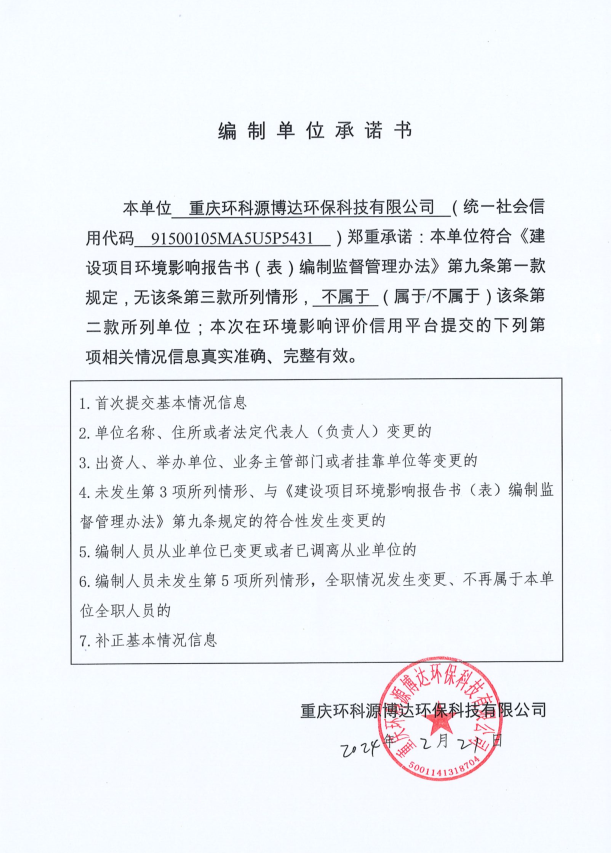 编制单位承诺书
本单位 重庆环科源博达环保科技有限公司 （统一社会信
用代码 91500105MA5U5P5431 ）郑重承诺：本单位符合《建
设项目环境影响报告书（表）编制监督管理办法》第九条第一款
规定，无该条第三款所列情形， 不属于 （属于/不属于）该条第
二款所列单位；本次在环境影响评价信用平台提交的下列第
项相关情况信息真实准确、完整有效。
1.首次提交基本情况信息
2.单位名称、住所或者法定代表人（负责人）变更的
3.出资人、举办单位、业务主管部门或者挂靠单位等变更的
4.未发生第3项所列情形、与《建设项目环境影响报告书（表）编制监
督管理办法》第九条规定的符合性发生变更的
5.编制人员从业单位已变更或者已调离从业单位的
6.编制人员未发生第5项所列情形，全职情况发生变更、不再属于本单
位全职人员的
7.补正基本情况信息
重庆环科源博达环保科技有限公司
2024年2月21日
重庆环科源博达环保科技有限公司
5001141318704